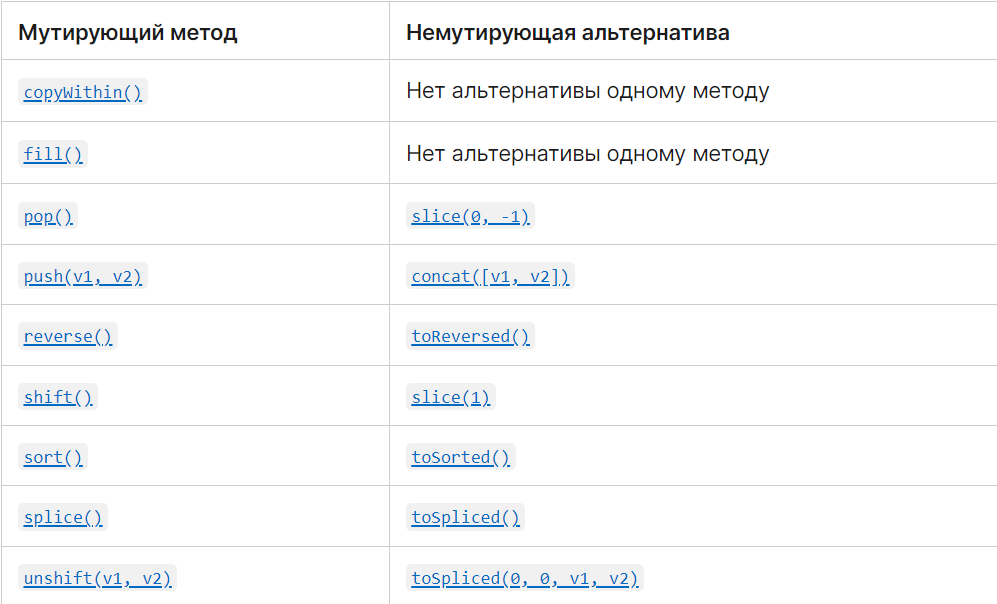 Мутирующий метод Немутирующая альтернатива
copyWithin() Нет альтернативы одному методу
fill() Нет альтернативы одному методу
pop() slice(0, -1)
push(v1, v2) concat([v1, v2])
reverse() toReversed()
shift() slice(1)
sort() toSorted()
splice() toSpliced()
unshift(v1, v2) toSpliced(0, 0, v1, v2)